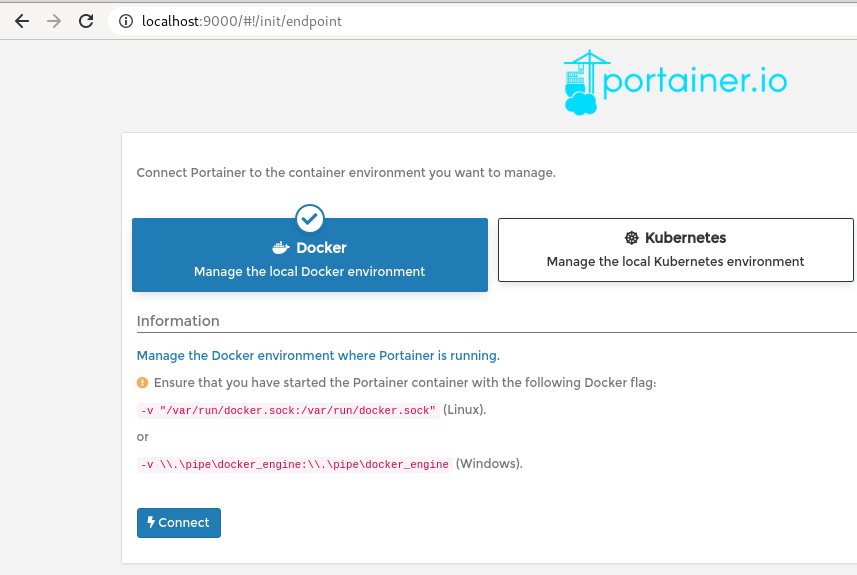 localhost:9000/#!/init/endpoint
portainer.io
Connect Portainer to the container environment you want to manage.
Docker
Manage the local Docker environment
Kubernetes
Manage the local Kubernetes environment
Information
Manage the Docker environment where Portainer is running.
Ensure that you have started the Portainer container with the following Docker flag:
-v "/var/run/docker.sock:/var/run/docker.sock" (Linux).
or
-v \\.\pipe\docker_engine:\\.\pipe\docker_engine (Windows).
Connect